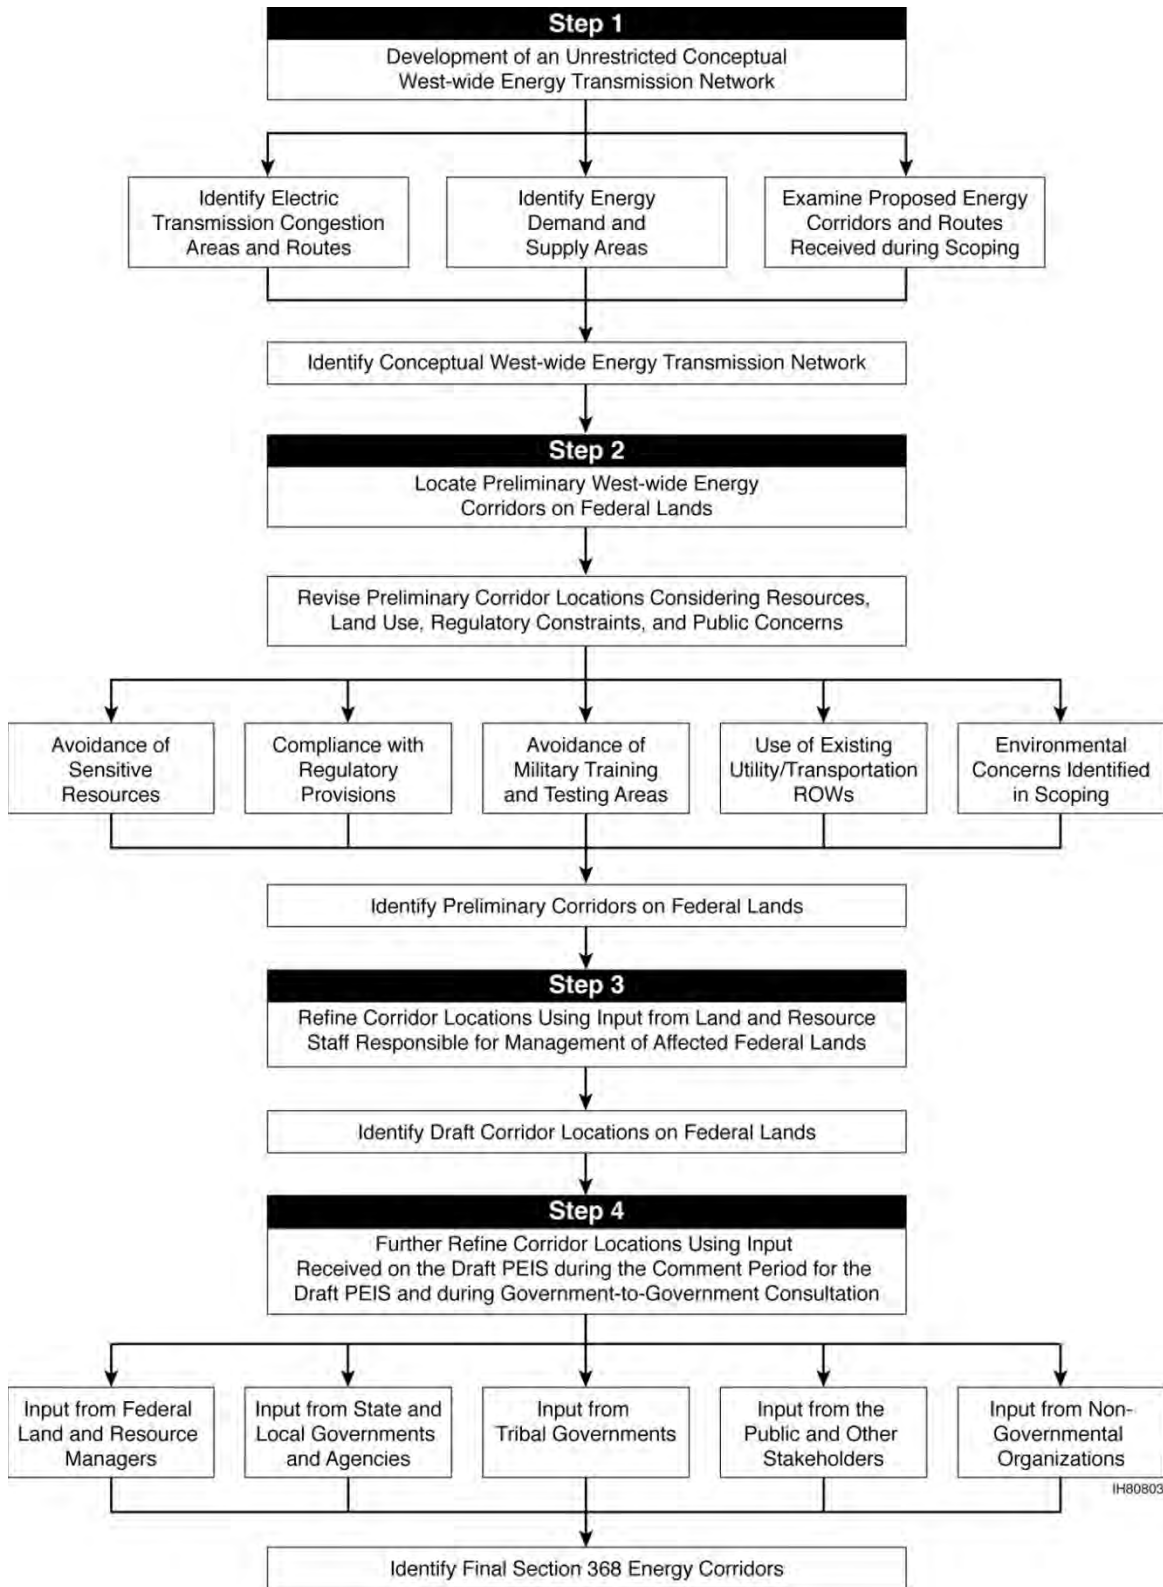 Step 1
Development of an Unrestricted Conceptual
West-wide Energy Transmission Network
Identify Electric
Transmission Congestion
Areas and Routes
Identify Energy
Demand and
Supply Areas
Examine Proposed Energy
Corridors and Routes
Received during Scoping
Identify Conceptual West-wide Energy Transmission Network
Step 2
Locate Preliminary West-wide Energy
Corridors on Federal Lands
Revise Preliminary Corridor Locations Considering Resources,
Land Use, Regulatory Constraints, and Public Concerns
Avoidance of
Sensitive
Resources
Compliance with
Regulatory
Provisions
Avoidance of
Military Training
and Testing Areas
Use of Existing
Utility/Transportation
ROWs
Environmental
Concerns Identified
in Scoping
Identify Preliminary Corridors on Federal Lands
Step 3
Refine Corridor Locations Using Input from Land and Resource
Staff Responsible for Management of Affected Federal Lands
Identify Draft Corridor Locations on Federal Lands
Step 4
Further Refine Corridor Locations Using Input
Received on the Draft PEIS during the Comment Period for the
Draft PEIS and during Government-to-Government Consultation
Input from Federal
Land and Resource
Managers
Input from State and
Local Governments
and Agencies
Input from
Tribal Governments
Input from the
Public and Other
Stakeholders
Input from Non-
Governmental
Organizations
IH80803
Identify Final Section 368 Energy Corridors